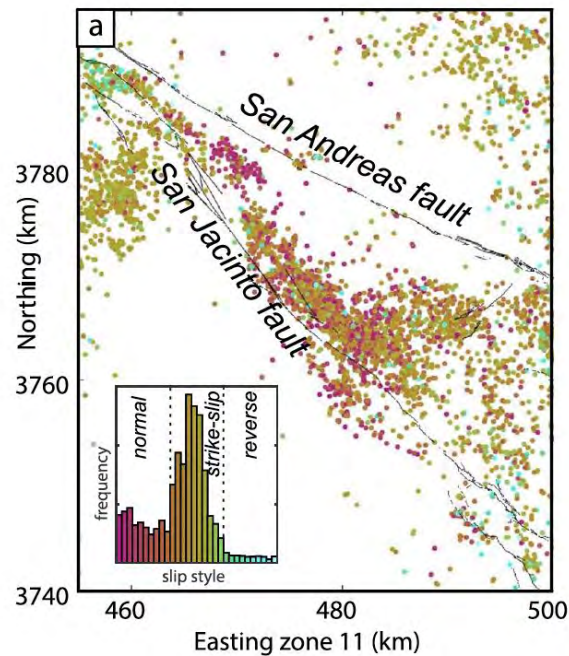 a
San Andreas fault
San Jacinto fault
Northing (km)
3780
3760
3740
normal
strike-slip
reverse
frequency
slip style
460
480
500
Easting zone 11 (km)